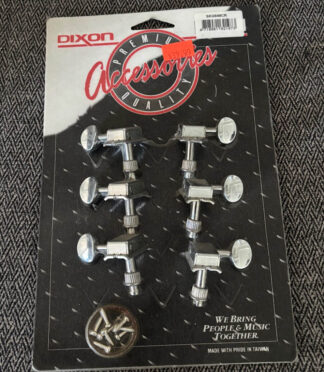 DIXON
PREMIUM
Accessories
QUALITY
WE BRING
PEOPLE & MUSIC
TOGETHER.
MADE WITH PRIDE IN TAIWAN